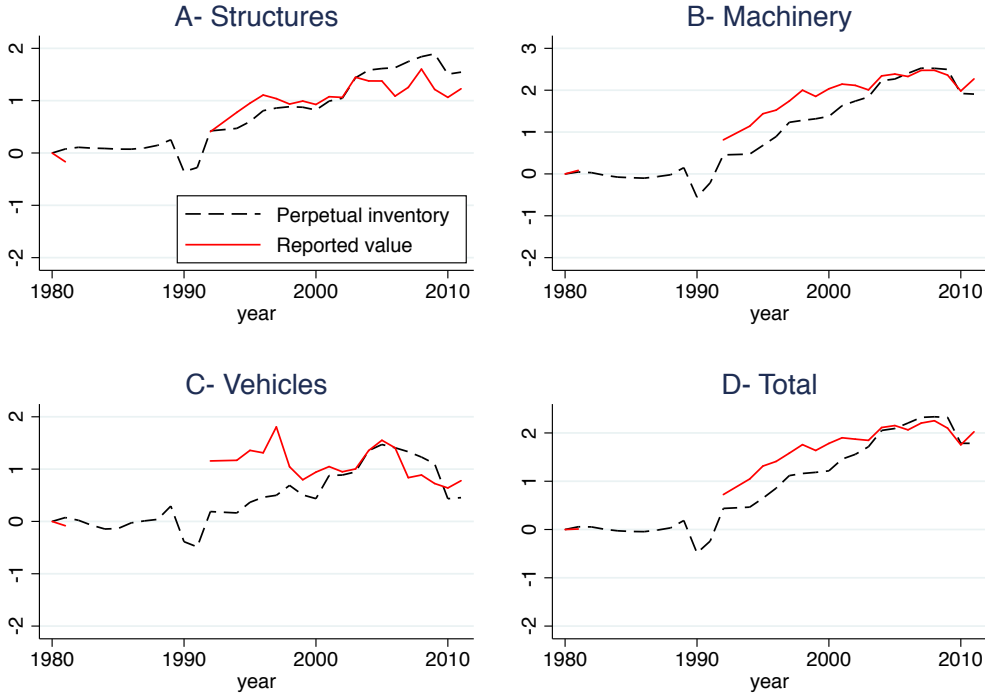 A- Structures
2
1
0
-1
-2
Perpetual inventory
Reported value
1980 1990 2000 2010
year
B- Machinery
3
2
1
0
-1
-2
1980 1990 2000 2010
year
C- Vehicles
2
1
0
-1
-2
1980 1990 2000 2010
year
D- Total
2
1
0
-1
-2
1980 1990 2000 2010
year